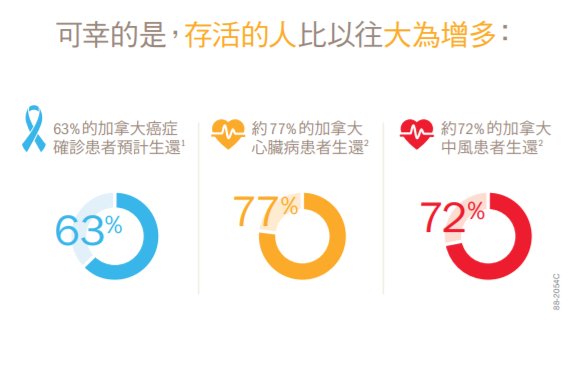 可幸的是，存活的人比以往大為增多：
63%的加拿大癌症
確診患者預計生還1
約77%的加拿大
心臟病患者生還2
約72%的加拿大
中風患者生還2
63%
77%
72%
88-2054C